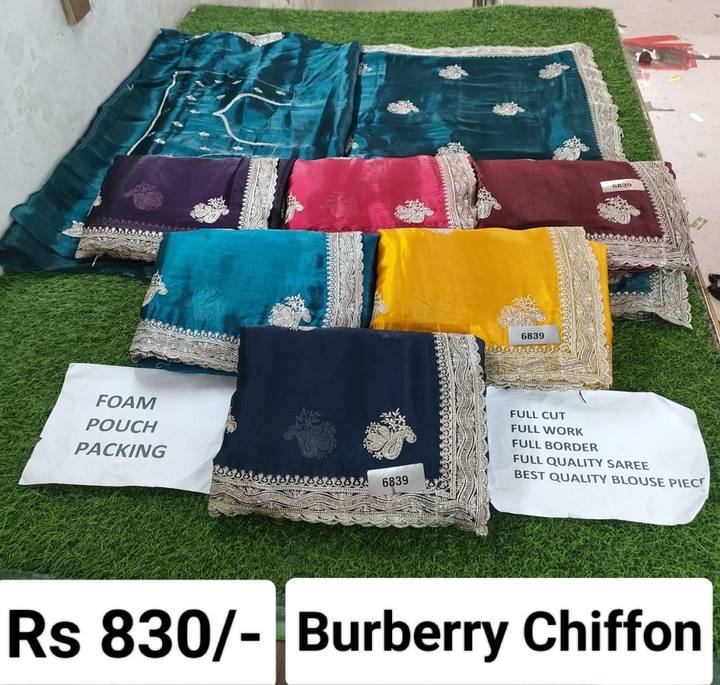 6839
6839
6839
FOAM
POUCH
PACKING
FULL CUT
FULL WORK
FULL BORDER
FULL QUALITY SAREE
BEST QUALITY BLOUSE PIECE
Rs 830/-
Burberry Chiffon